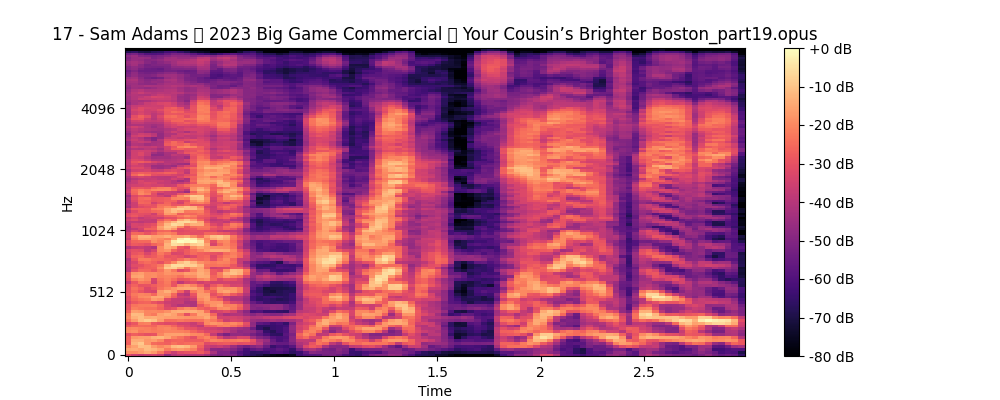 17 - Sam Adams ▯ 2023 Big Game Commercial ▯ Your Cousin’s Brighter Boston_part19.opus
+0 dB
-10 dB
-20 dB
-30 dB
-40 dB
-50 dB
-60 dB
-70 dB
-80 dB
4096
2048
1024
512
0
Hz
0
0.5
1
1.5
2
2.5
Time